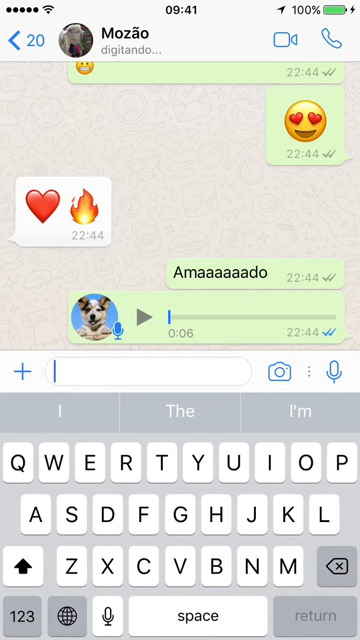 09:41
100%
20
Mozão
digitando...
22:44
22:44
22:44
Amaaaaaado 22:44
0:06 22:44
I The I'm
Q W E R T Y U I O P
A S D F G H J K L
Z X C V B N M
123 space return